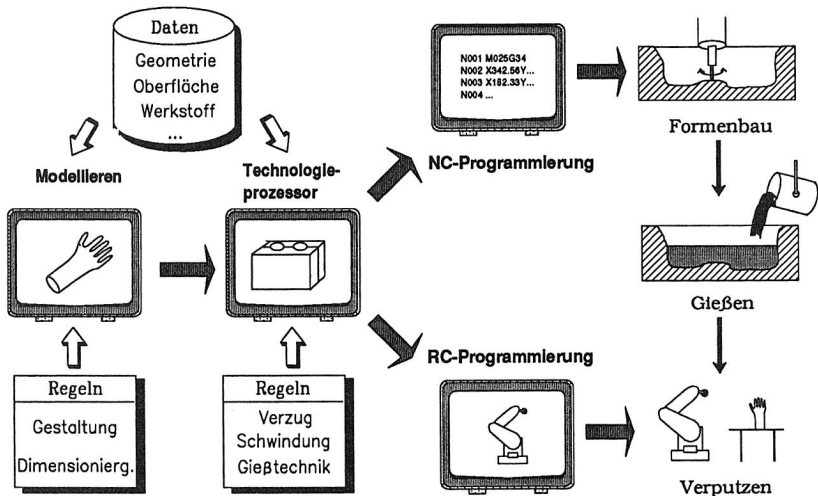 Daten
Geometrie
Oberfläche
Werkstoff
...
Modellieren
Technologie-
prozessor
N001 M025G34
N002 X342.56Y...
N003 X182.33Y...
N004 ...
NC-Programmierung
Formenbau
Gießen
RC-Programmierung
Verputzen
Regeln
Gestaltung
Dimensionierg.
Regeln
Verzug
Schwindung
Gießtechnik